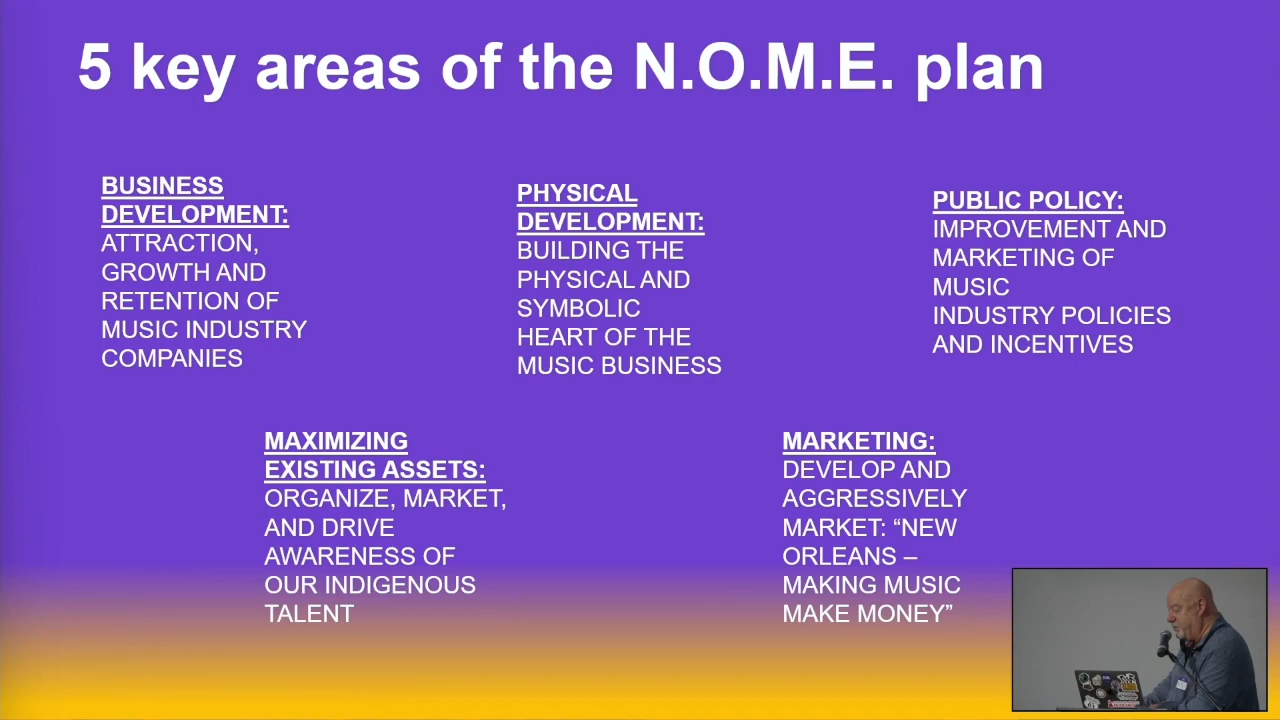 5 key areas of the N.O.M.E. plan
BUSINESS
DEVELOPMENT:
ATTRACTION,
GROWTH AND
RETENTION OF
MUSIC INDUSTRY
COMPANIES
PHYSICAL
DEVELOPMENT:
BUILDING THE
PHYSICAL AND
SYMBOLIC
HEART OF THE
MUSIC BUSINESS
PUBLIC POLICY:
IMPROVEMENT AND
MARKETING OF
MUSIC
INDUSTRY POLICIES
AND INCENTIVES
MAXIMIZING
EXISTING ASSETS:
ORGANIZE, MARKET,
AND DRIVE
AWARENESS OF
OUR INDIGENOUS
TALENT
MARKETING:
DEVELOP AND
AGGRESSIVELY
MARKET: “NEW
ORLEANS –
MAKING MUSIC
MAKE MONEY”